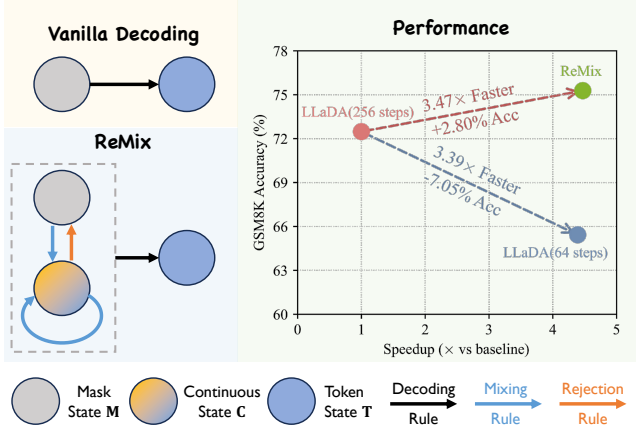 Vanilla Decoding
ReMix
Performance
78
75
72
69
66
63
60
GSM8K Accuracy (%)
ReMix
LLaDA(256 steps)
3.47× Faster
+2.80% Acc
3.39× Faster
-7.05% Acc
LLaDA(64 steps)
0
1
2
3
4
5
Speedup (× vs baseline)
Mask
State M
Continuous
State C
Token
State T
Decoding
Rule
Mixing
Rule
Rejection
Rule